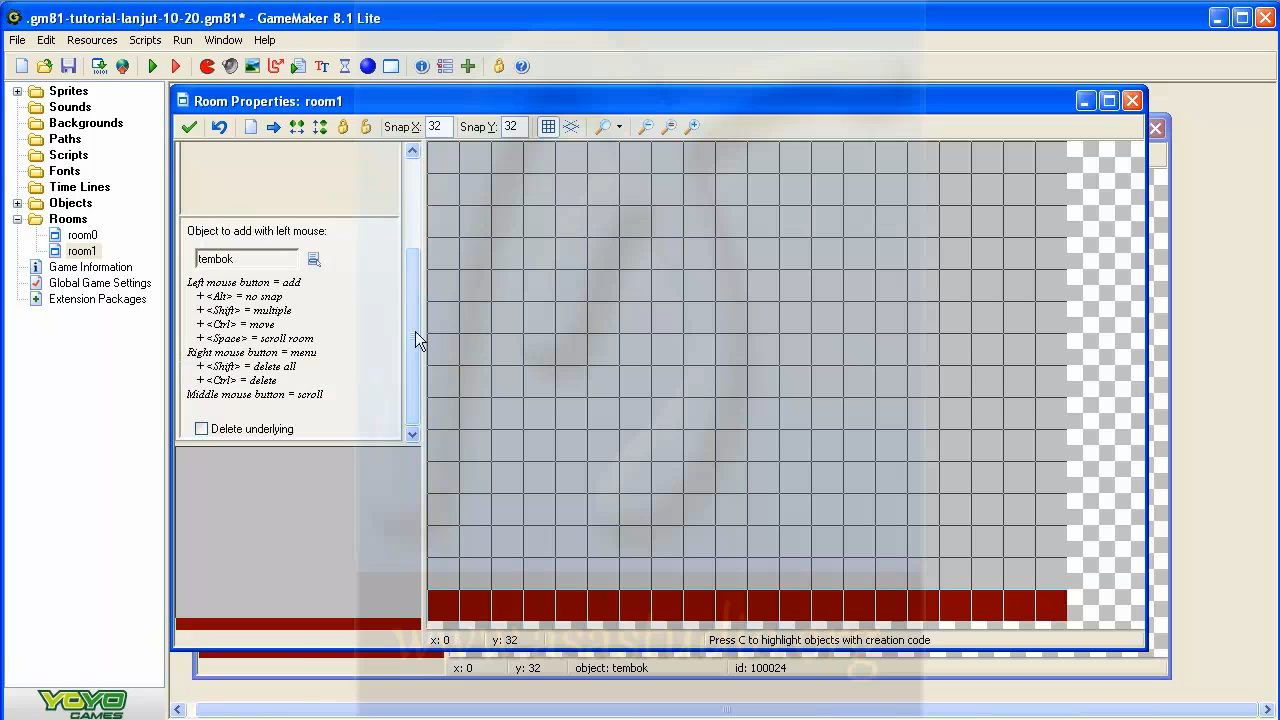 .gm81-tutorial-lanjut-10-20.gm81* - GameMaker 8.1 Lite
File Edit Resources Scripts Run Window Help
Sprites
Sounds
Backgrounds
Paths
Scripts
Fonts
Time Lines
Objects
Rooms
room0
room1
Game Information
Global Game Settings
Extension Packages
YOYO
GAMES
Room Properties: room1
Snap X: 32 Snap Y: 32
Object to add with left mouse:
tembok
Left mouse button = add
+ <Alt> = no snap
+ <Shift> = multiple
+ <Ctrl> = move
+ <Space> = scroll room
Right mouse button = menu
+ <Shift> = delete all
+ <Ctrl> = delete
Middle mouse button = scroll
Delete underlying
x: 0 y: 32 Press C to highlight objects with creation code
x: 0 y: 32 object: tembok id: 100024